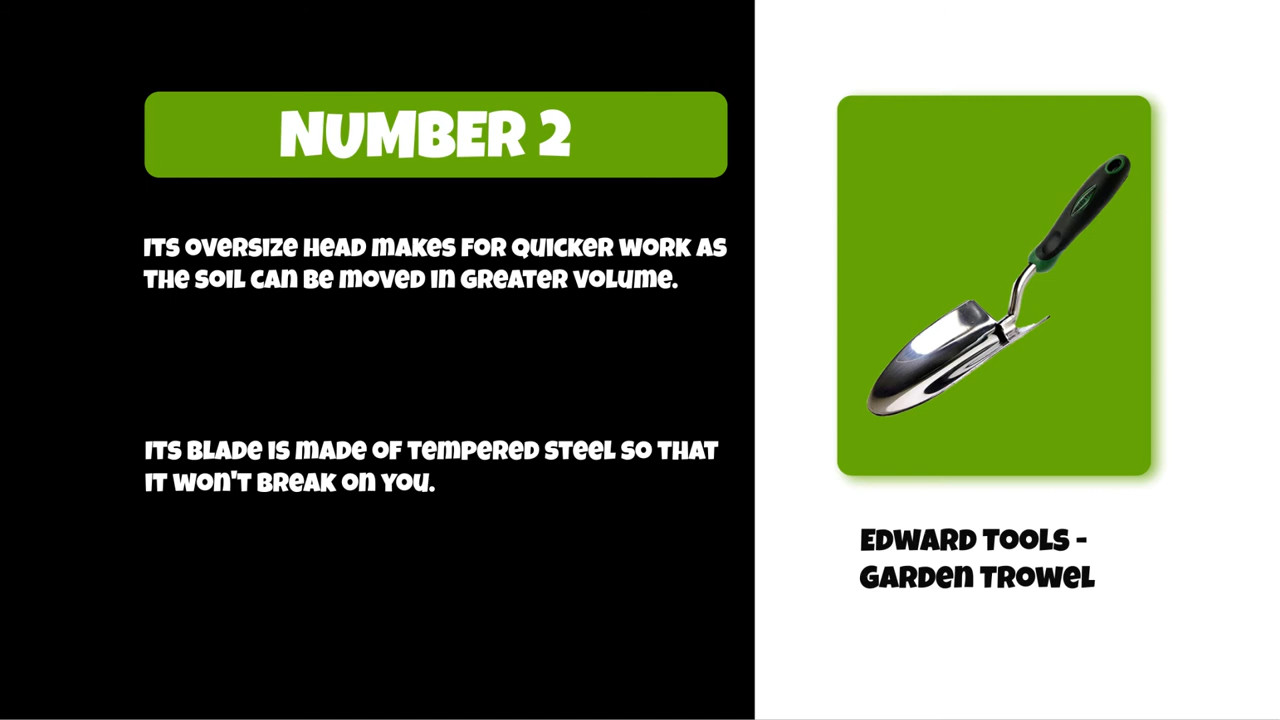 NUMBER 2
ITS OVERSIZE HEAD MAKES FOR QUICKER WORK AS
THE SOIL CAN BE MOVED IN GREATER VOLUME.
ITS BLADE IS MADE OF TEMPERED STEEL SO THAT
IT WON'T BREAK ON YOU.
EDWARD TOOLS -
GARDEN TROWEL